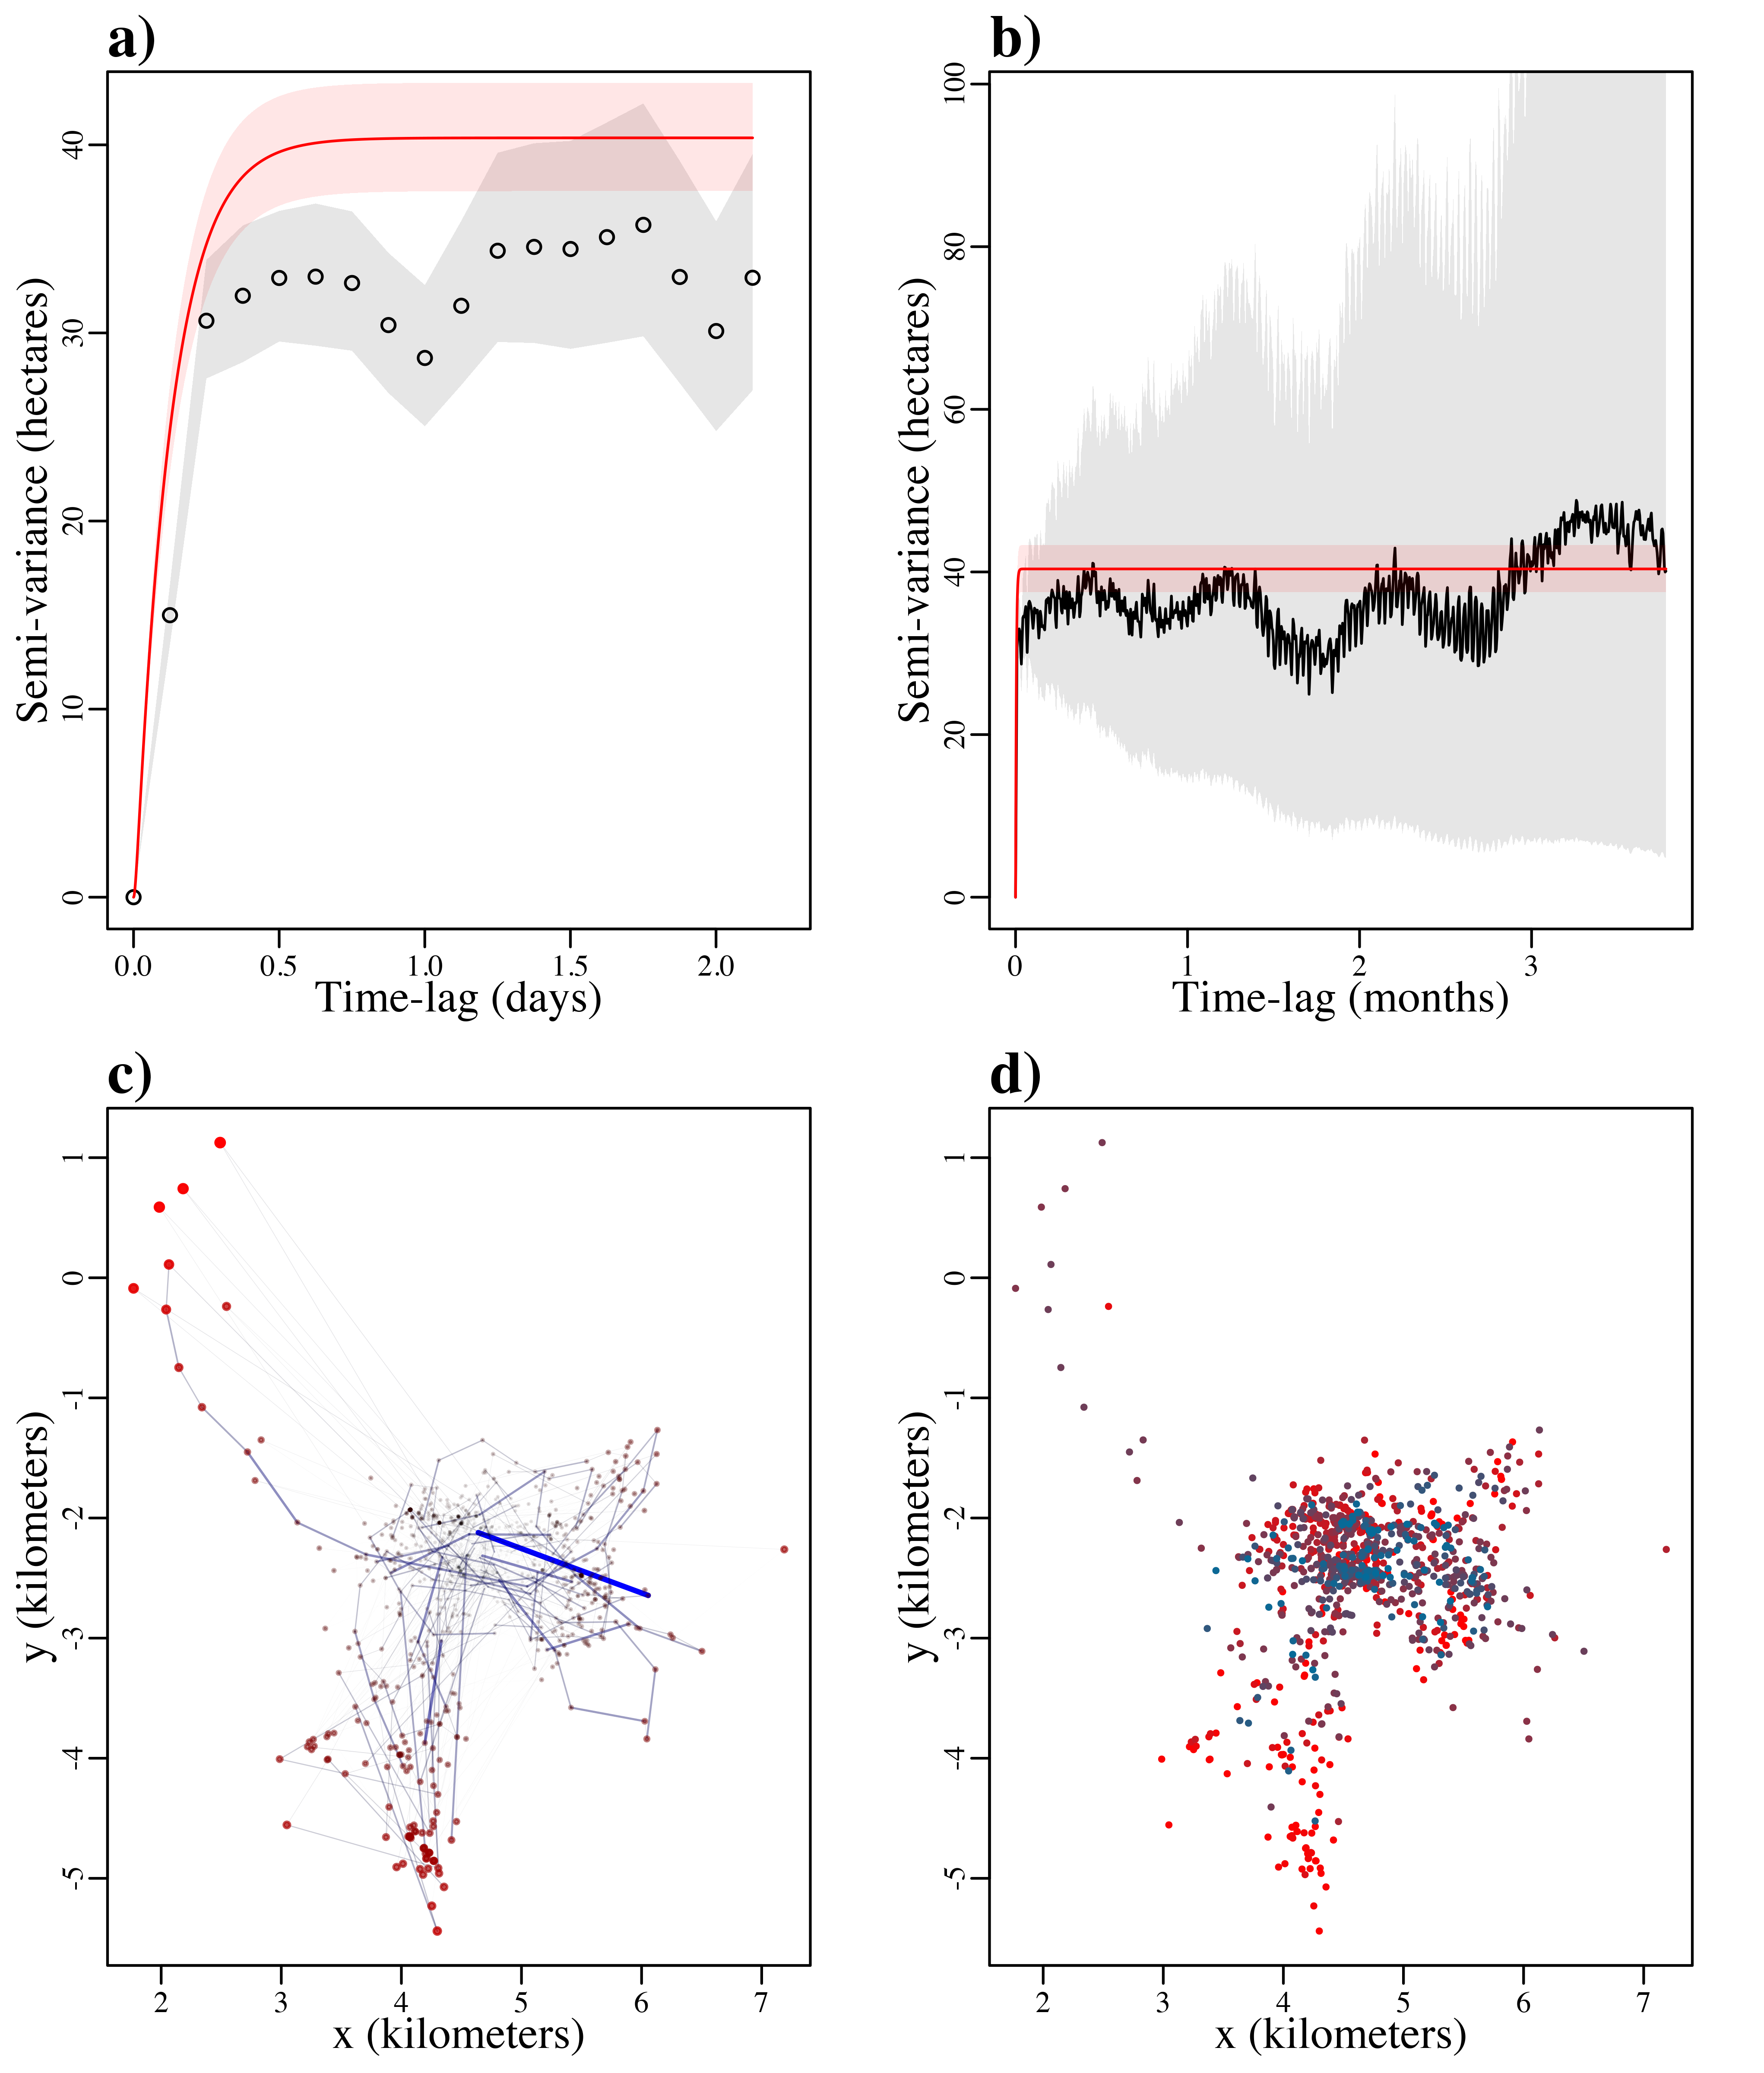 a)
Semi-variance (hectares)
0
10
20
30
40
0.0 0.5 1.0 1.5 2.0
Time-lag (days)
b)
Semi-variance (hectares)
0
20
40
60
80
100
0 1 2 3
Time-lag (months)
c)
y (kilometers)
1
0
-1
-2
-3
-4
-5
2 3 4 5 6 7
x (kilometers)
d)
y (kilometers)
1
0
-1
-2
-3
-4
-5
2 3 4 5 6 7
x (kilometers)